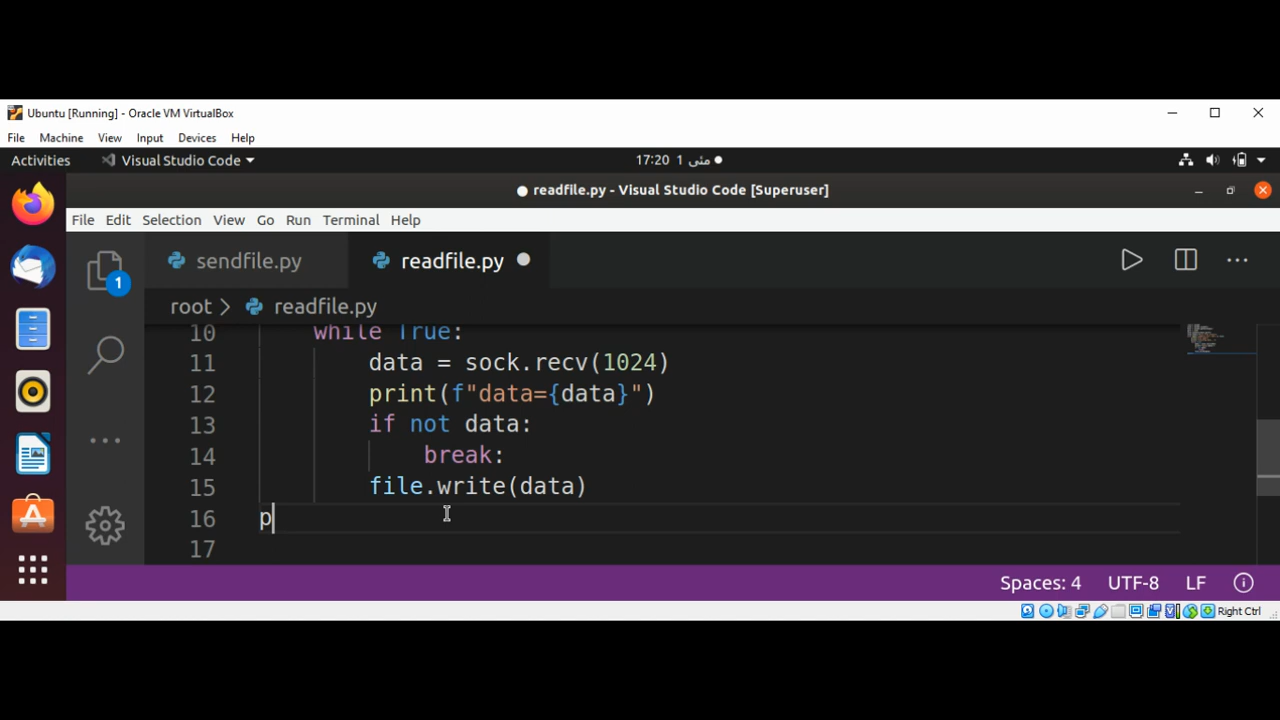 Ubuntu [Running] - Oracle VM VirtualBox
File Machine View Input Devices Help
Activities Visual Studio Code 17:20 1 مئی
readfile.py - Visual Studio Code [Superuser]
File Edit Selection View Go Run Terminal Help
1 sendfile.py readfile.py
root > readfile.py
10 while True:
11 data = sock.recv(1024)
12 print(f"data={data}")
13 if not data:
14 break:
15 file.write(data)
16 p
17
Spaces: 4 UTF-8 LF
Right Ctrl